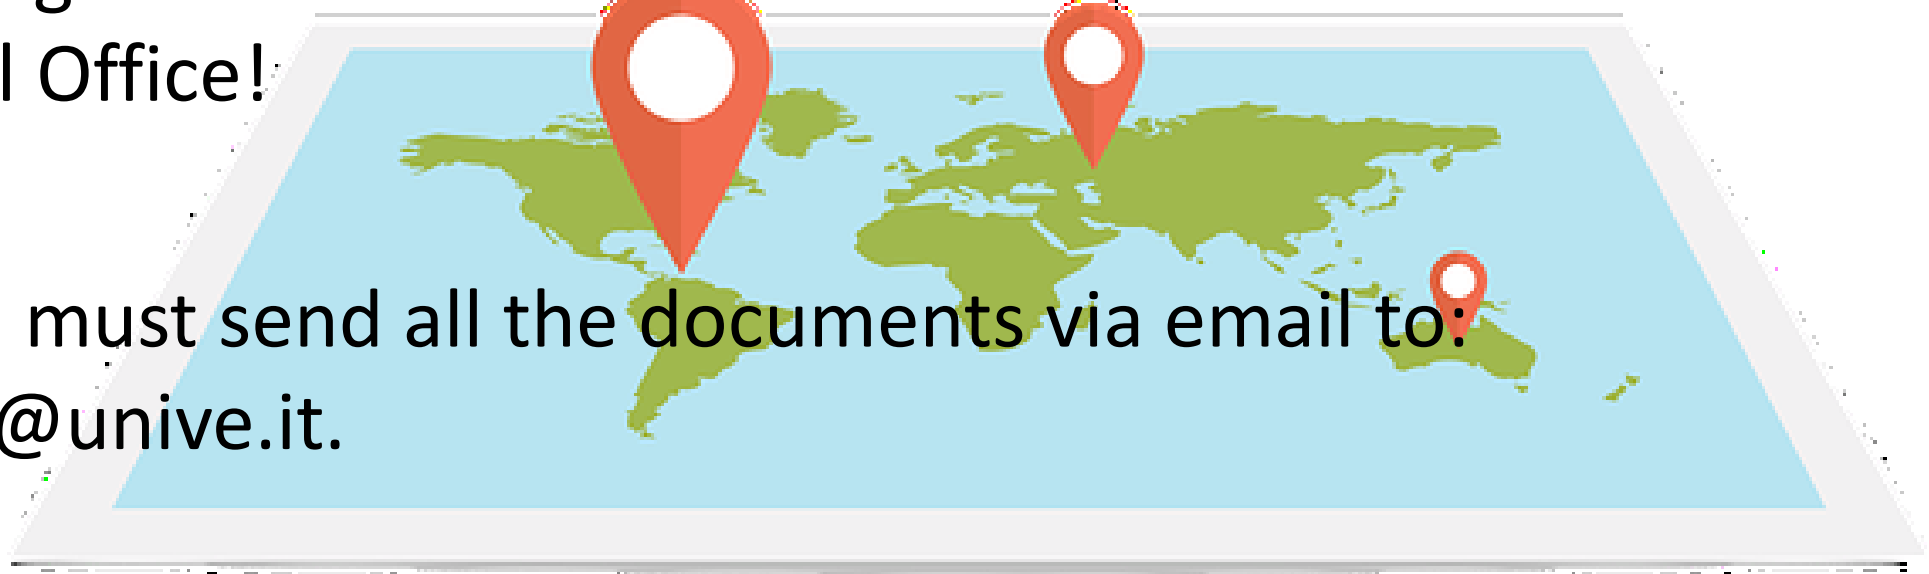 g
l Office!
must send all the documents via email to:
@unive.it.